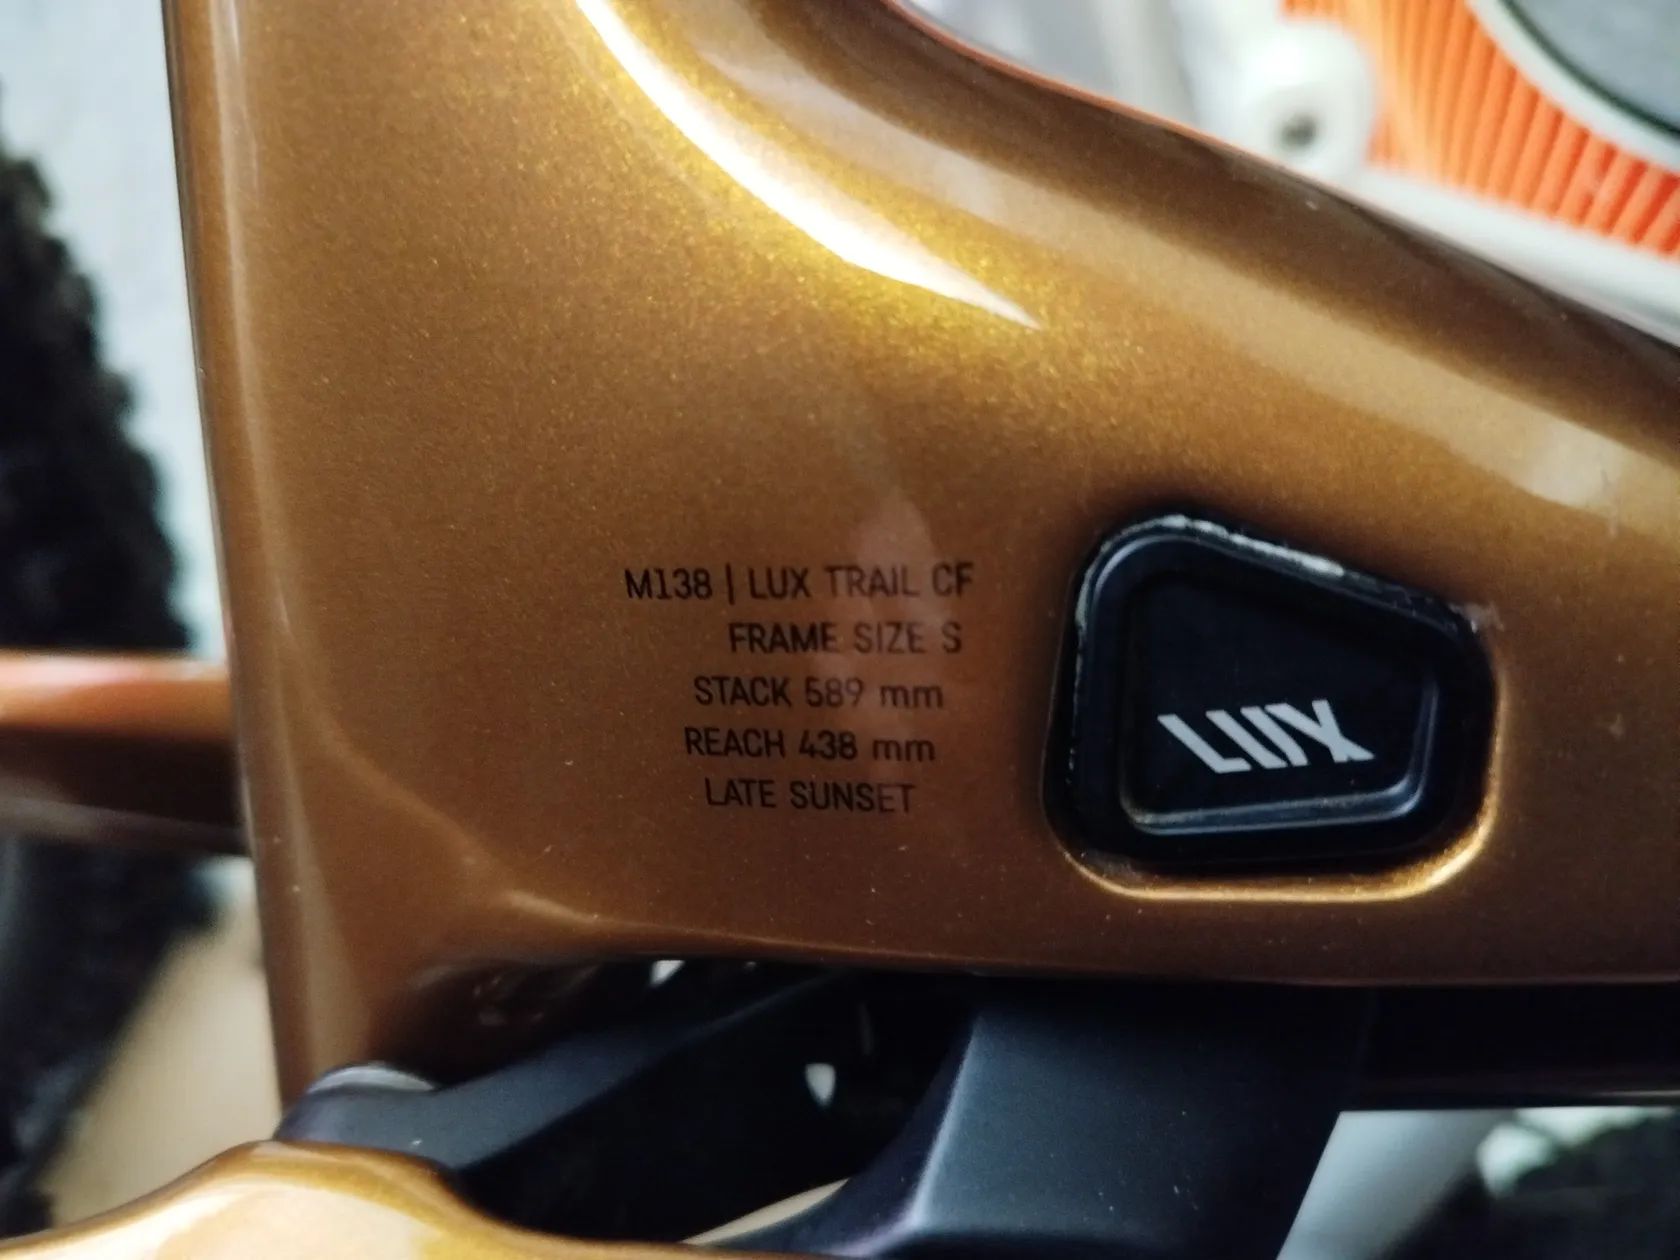 M138 | LUX TRAIL CF
FRAME SIZE S
STACK 589 mm
REACH 438 mm
LATE SUNSET
LUX